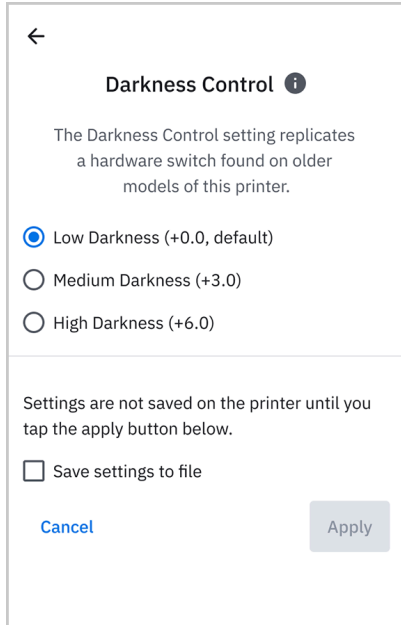 Darkness Control
The Darkness Control setting replicates
a hardware switch found on older
models of this printer.
Low Darkness (+0.0, default)
Medium Darkness (+3.0)
High Darkness (+6.0)
Settings are not saved on the printer until you
tap the apply button below.
Save settings to file
Cancel
Apply